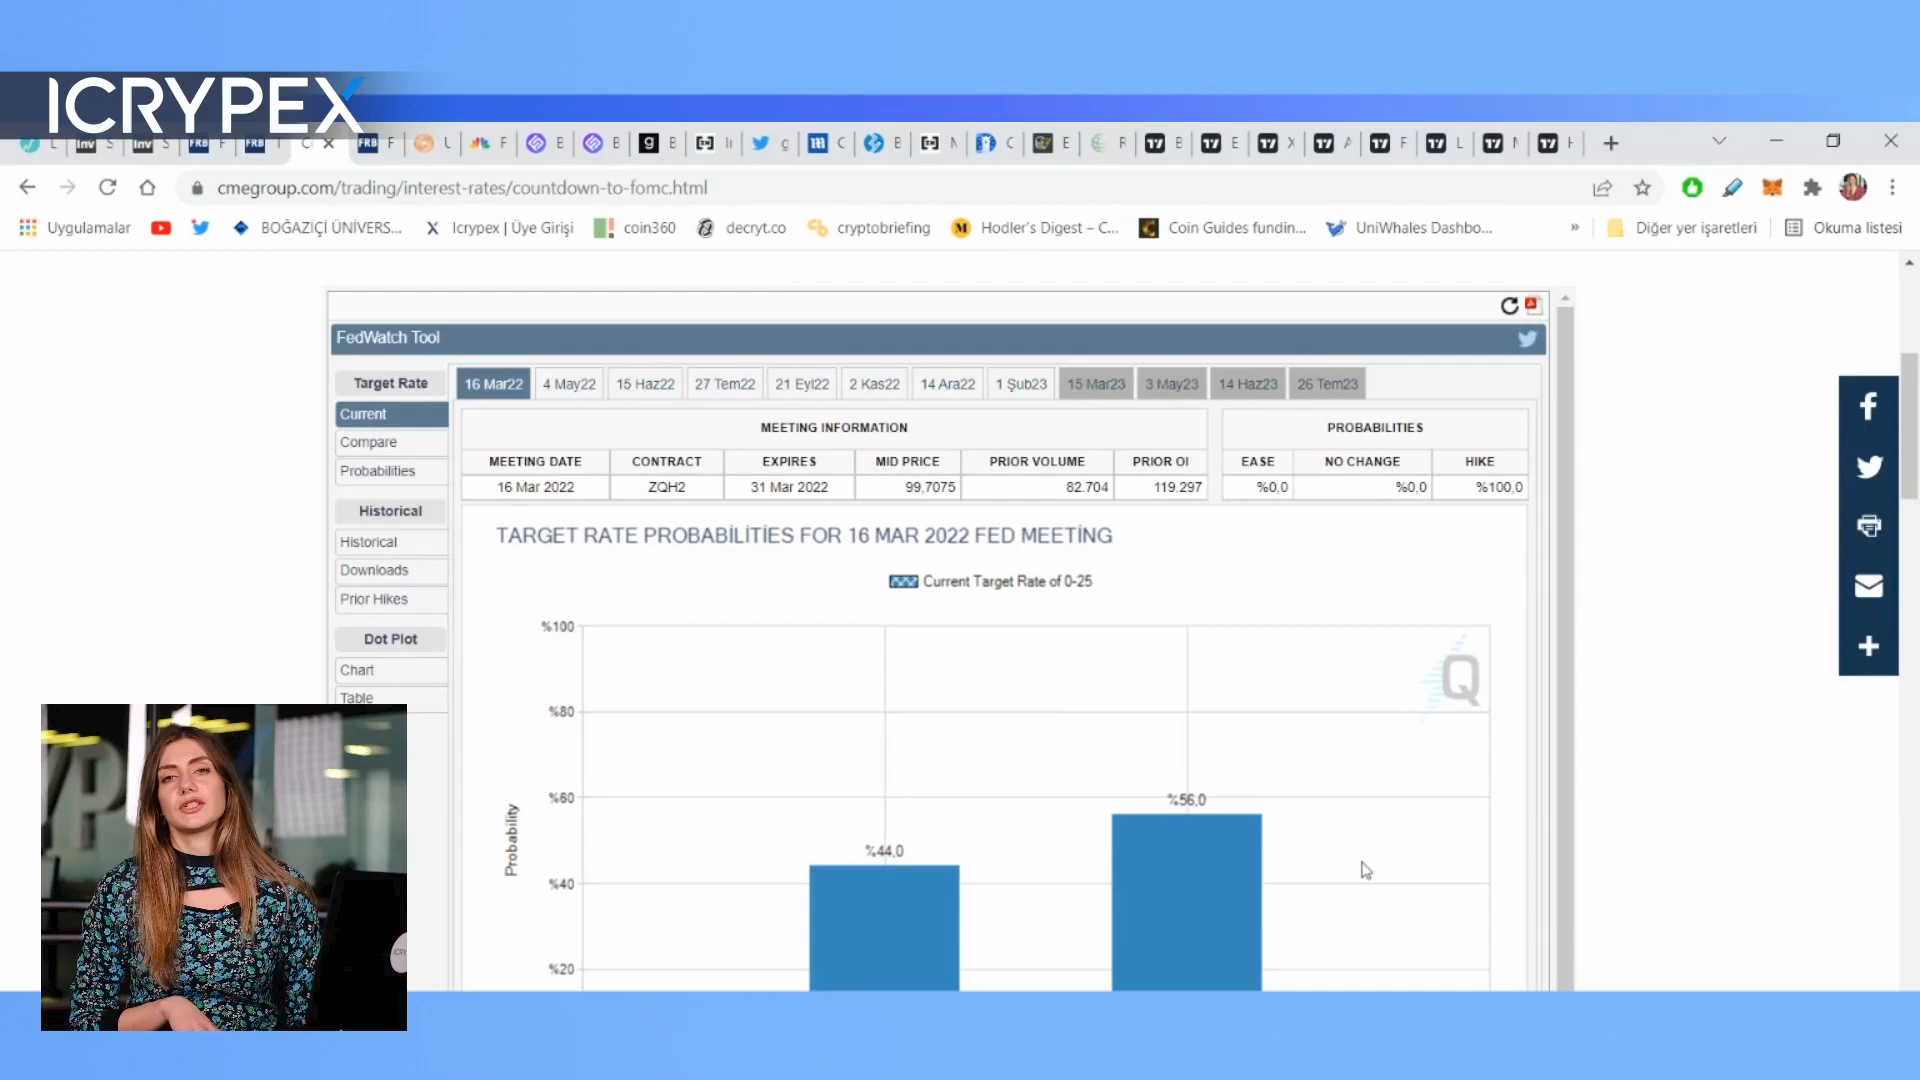 ICRYPEX
L Inv S Inv S FRB F FRB T C FRB F U F B B g B I g C B M C E R B E X A F L N H
cmegroup.com/trading/interest-rates/countdown-to-fomc.html
Uygulamalar BOĞAZİÇİ ÜNİVERS... Icrypex | Üye Girişi coin360 decryt.co cryptobriefing Hodler's Digest – C... Coin Guides fundin... UniWhales Dashbo... » Diğer yer işaretleri Okuma listesi
FedWatch Tool
Target Rate
Current
Compare
Probabilities
Historical
Historical
Downloads
Prior Hikes
Dot Plot
Chart
Table
16 Mar22 4 May22 15 Haz22 27 Tem22 21 Eyl22 2 Kas22 14 Ara22 1 Şub23 15 Mar23 3 May23 14 Haz23 26 Tem23
MEETING INFORMATION
MEETING DATE CONTRACT EXPIRES MID PRICE PRIOR VOLUME PRIOR OI
16 Mar 2022 ZQH2 31 Mar 2022 99,7075 82.704 119.297
PROBABILITIES
EASE NO CHANGE HIKE
%0,0 %0,0 %100,0
TARGET RATE PROBABİLİTİES FOR 16 MAR 2022 FED MEETİNG
Current Target Rate of 0-25
%100
%80
%60
%40
%20
Probability
%44,0
%56,0
Q